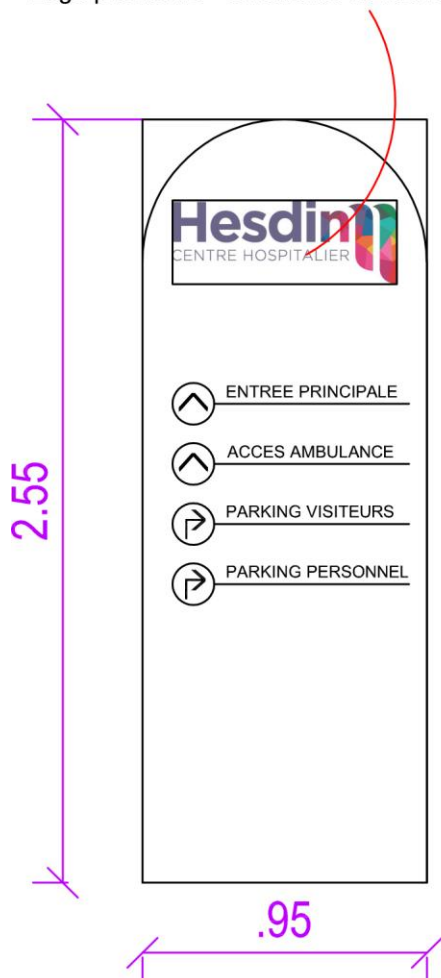 Hesdin
CENTRE HOSPITALIER
ENTREE PRINCIPALE
ACCES AMBULANCE
PARKING VISITEURS
PARKING PERSONNEL
2.55
.95